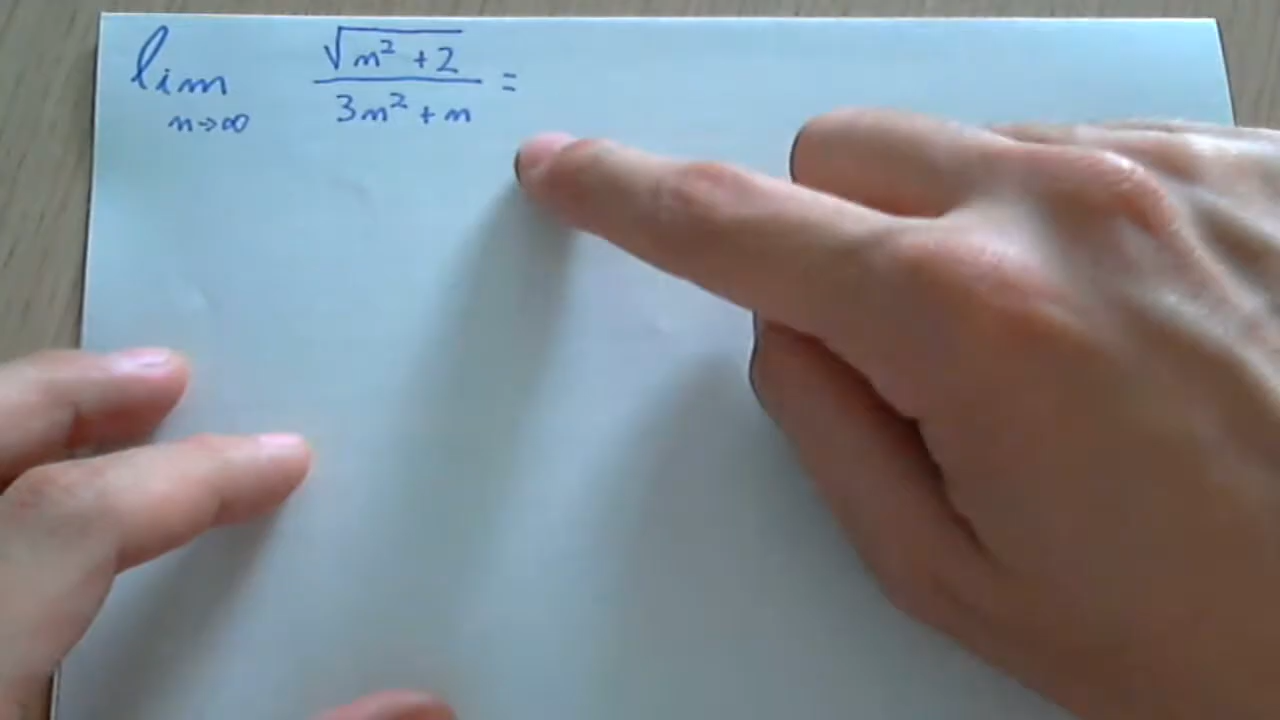 lim n→∞ √(n² + 2) / (3n² + n) =